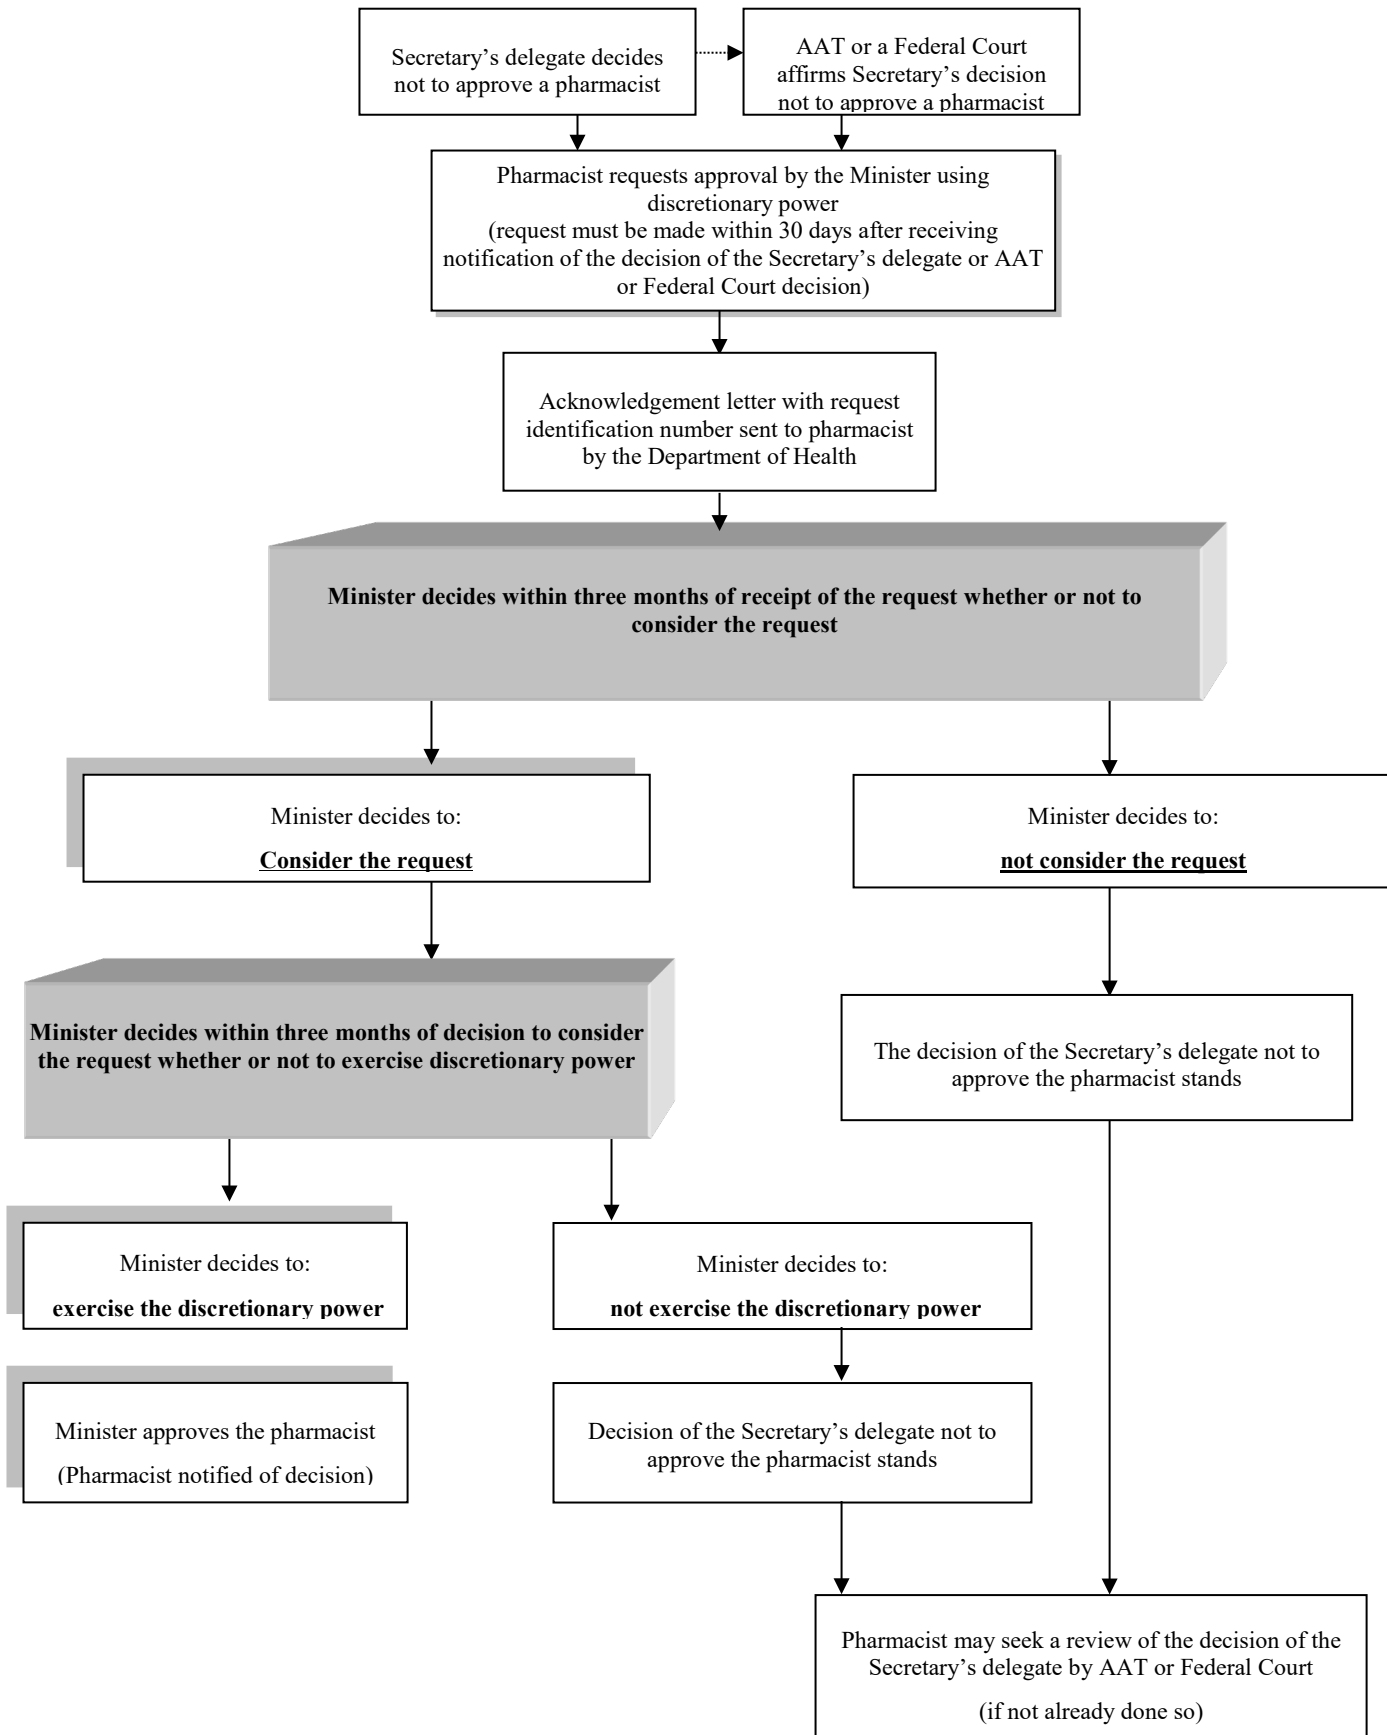 Secretary’s delegate decides
not to approve a pharmacist
AAT or a Federal Court
affirms Secretary’s decision
not to approve a pharmacist
Pharmacist requests approval by the Minister using
discretionary power
(request must be made within 30 days after receiving
notification of the decision of the Secretary’s delegate or AAT
or Federal Court decision)
Acknowledgement letter with request
identification number sent to pharmacist
by the Department of Health
Minister decides within three months of receipt of the request whether or not to
consider the request
Minister decides to:
Consider the request
Minister decides to:
not consider the request
Minister decides within three months of decision to consider
the request whether or not to exercise discretionary power
The decision of the Secretary’s delegate not to
approve the pharmacist stands
Minister decides to:
exercise the discretionary power
Minister decides to:
not exercise the discretionary power
Minister approves the pharmacist
(Pharmacist notified of decision)
Decision of the Secretary’s delegate not to
approve the pharmacist stands
Pharmacist may seek a review of the decision of the
Secretary’s delegate by AAT or Federal Court
(if not already done so)